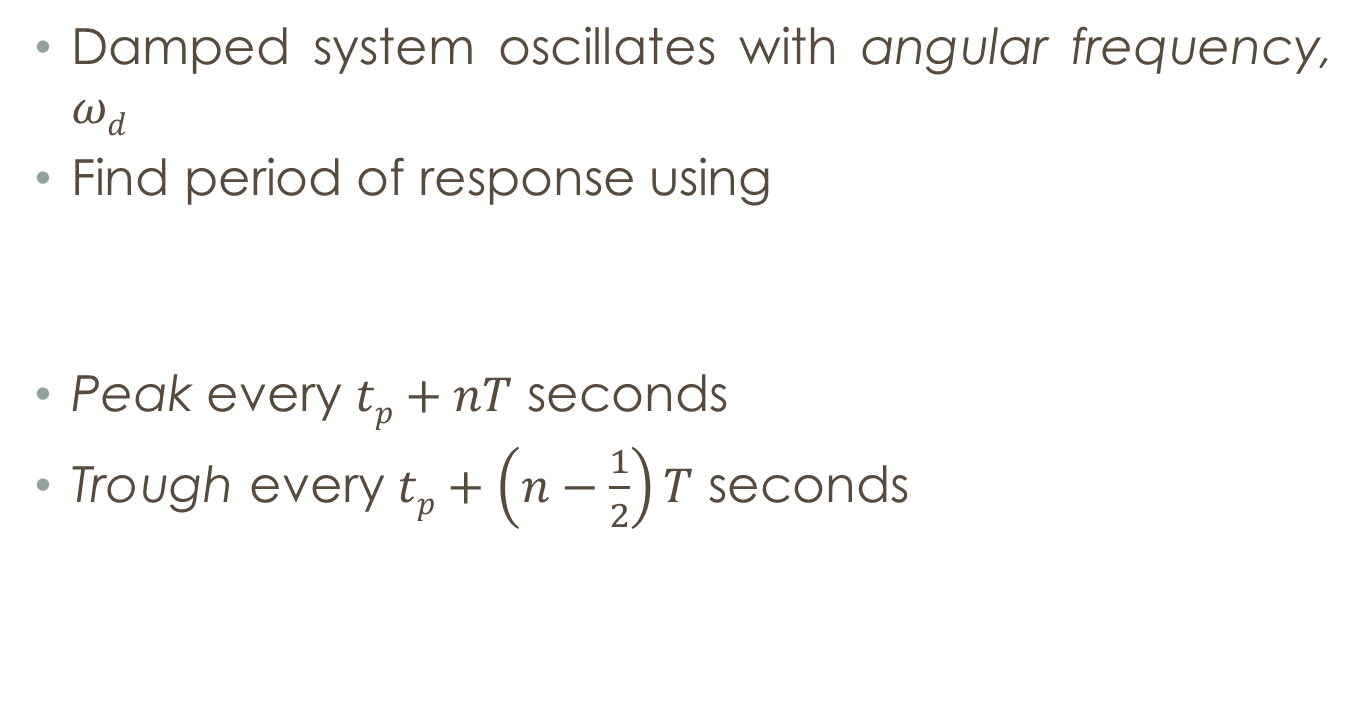 • Damped system oscillates with angular frequency,
ω_d
• Find period of response using
• Peak every t_p + nT seconds
• Trough every t_p + (n − 1/2) T seconds